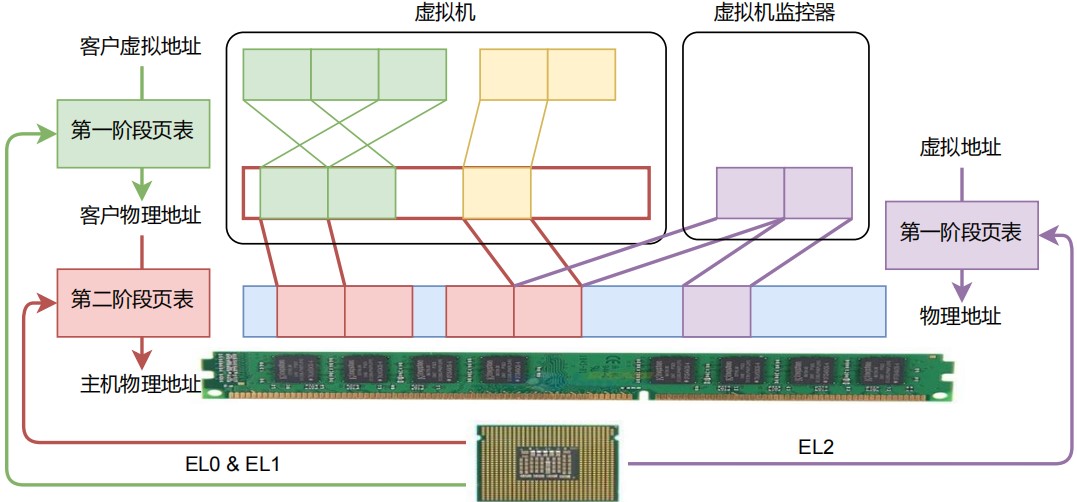 虚拟机
虚拟机监控器
客户虚拟地址
第一阶段页表
客户物理地址
第二阶段页表
主机物理地址
虚拟地址
第一阶段页表
物理地址
EL0 & EL1
EL2